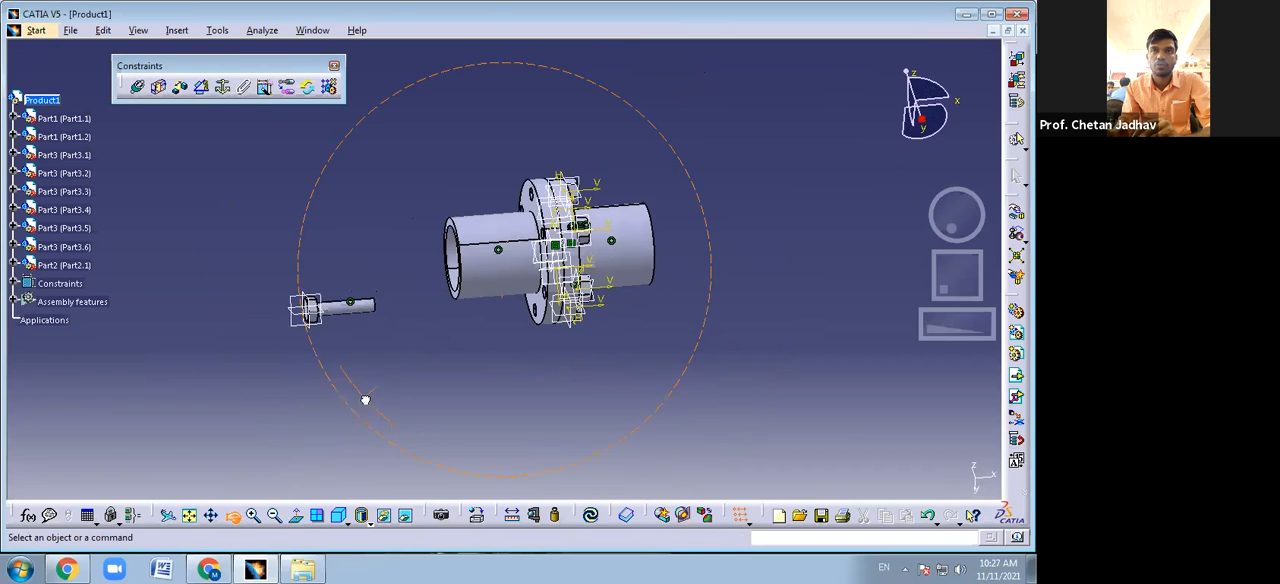 CATIA V5 - [Product1]
Start File Edit View Insert Tools Analyze Window Help
Constraints
Product1
Part1 (Part1.1)
Part1 (Part1.2)
Part3 (Part3.1)
Part3 (Part3.2)
Part3 (Part3.3)
Part3 (Part3.4)
Part3 (Part3.5)
Part3 (Part3.6)
Part2 (Part2.1)
Constraints
Assembly features
Applications
z
x
y
Prof. Chetan Jadhav
V
V
V
V
V
H
z
x
y
f(x)
CATIA
Select an object or a command
EN
10:27 AM
11/11/2021